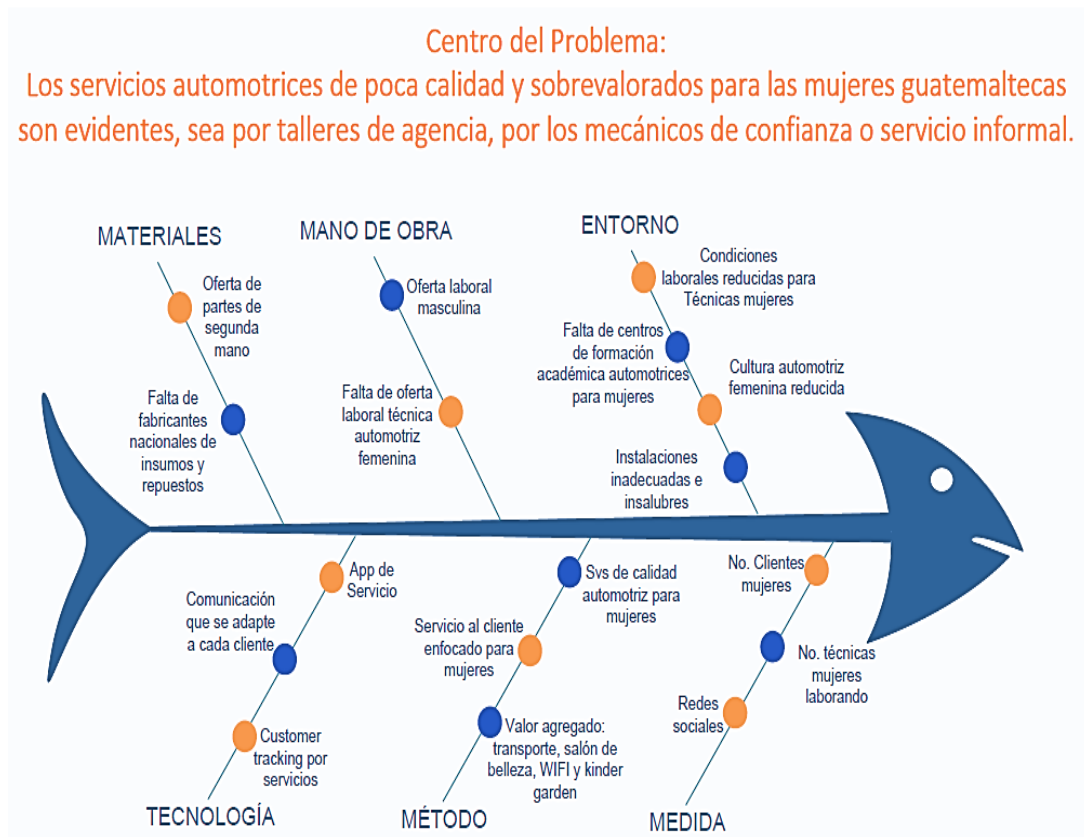 Centro del Problema:
Los servicios automotrices de poca calidad y sobrevalorados para las mujeres guatemaltecas
son evidentes, sea por talleres de agencia, por los mecánicos de confianza o servicio informal.
MATERIALES
Oferta de
partes de
segunda
mano
Falta de
fabricantes
nacionales de
insumos y
repuestos
MANO DE OBRA
Oferta laboral
masculina
Falta de oferta
laboral técnica
automotriz
femenina
ENTORNO
Condiciones
laborales reducidas para
Técnicas mujeres
Falta de centros
de formación
académica automotrices
para mujeres
Cultura automotriz
femenina reducida
Instalaciones
inadecuadas e
insalubres
App de
Servicio
Comunicación
que se adapte
a cada cliente
Customer
tracking por
servicios
TECNOLOGÍA
Svs de calidad
automotriz para
mujeres
Servicio al cliente
enfocado para
mujeres
Valor agregado:
transporte, salón de
belleza, WIFI y kinder
garden
MÉTODO
No. Clientes
mujeres
No. técnicas
mujeres
laborando
Redes
sociales
MEDIDA